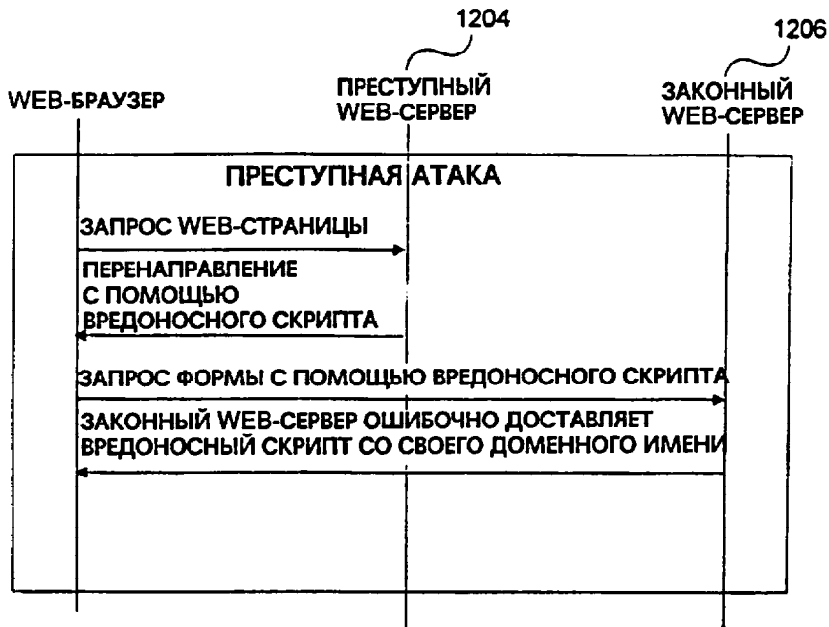 1204
1206
WEB-БРАУЗЕР
ПРЕСТУПНЫЙ
WEB-СЕРВЕР
ЗАКОННЫЙ
WEB-СЕРВЕР
ПРЕСТУПНАЯ АТАКА
ЗАПРОС WEB-СТРАНИЦЫ
ПЕРЕНАПРАВЛЕНИЕ
С ПОМОЩЬЮ
ВРЕДОНОСНОГО СКРИПТА
ЗАПРОС ФОРМЫ С ПОМОЩЬЮ ВРЕДОНОСНОГО СКРИПТА
ЗАКОННЫЙ WEB-СЕРВЕР ОШИБОЧНО ДОСТАВЛЯЕТ
ВРЕДОНОСНЫЙ СКРИПТ СО СВОЕГО ДОМЕННОГО ИМЕНИ